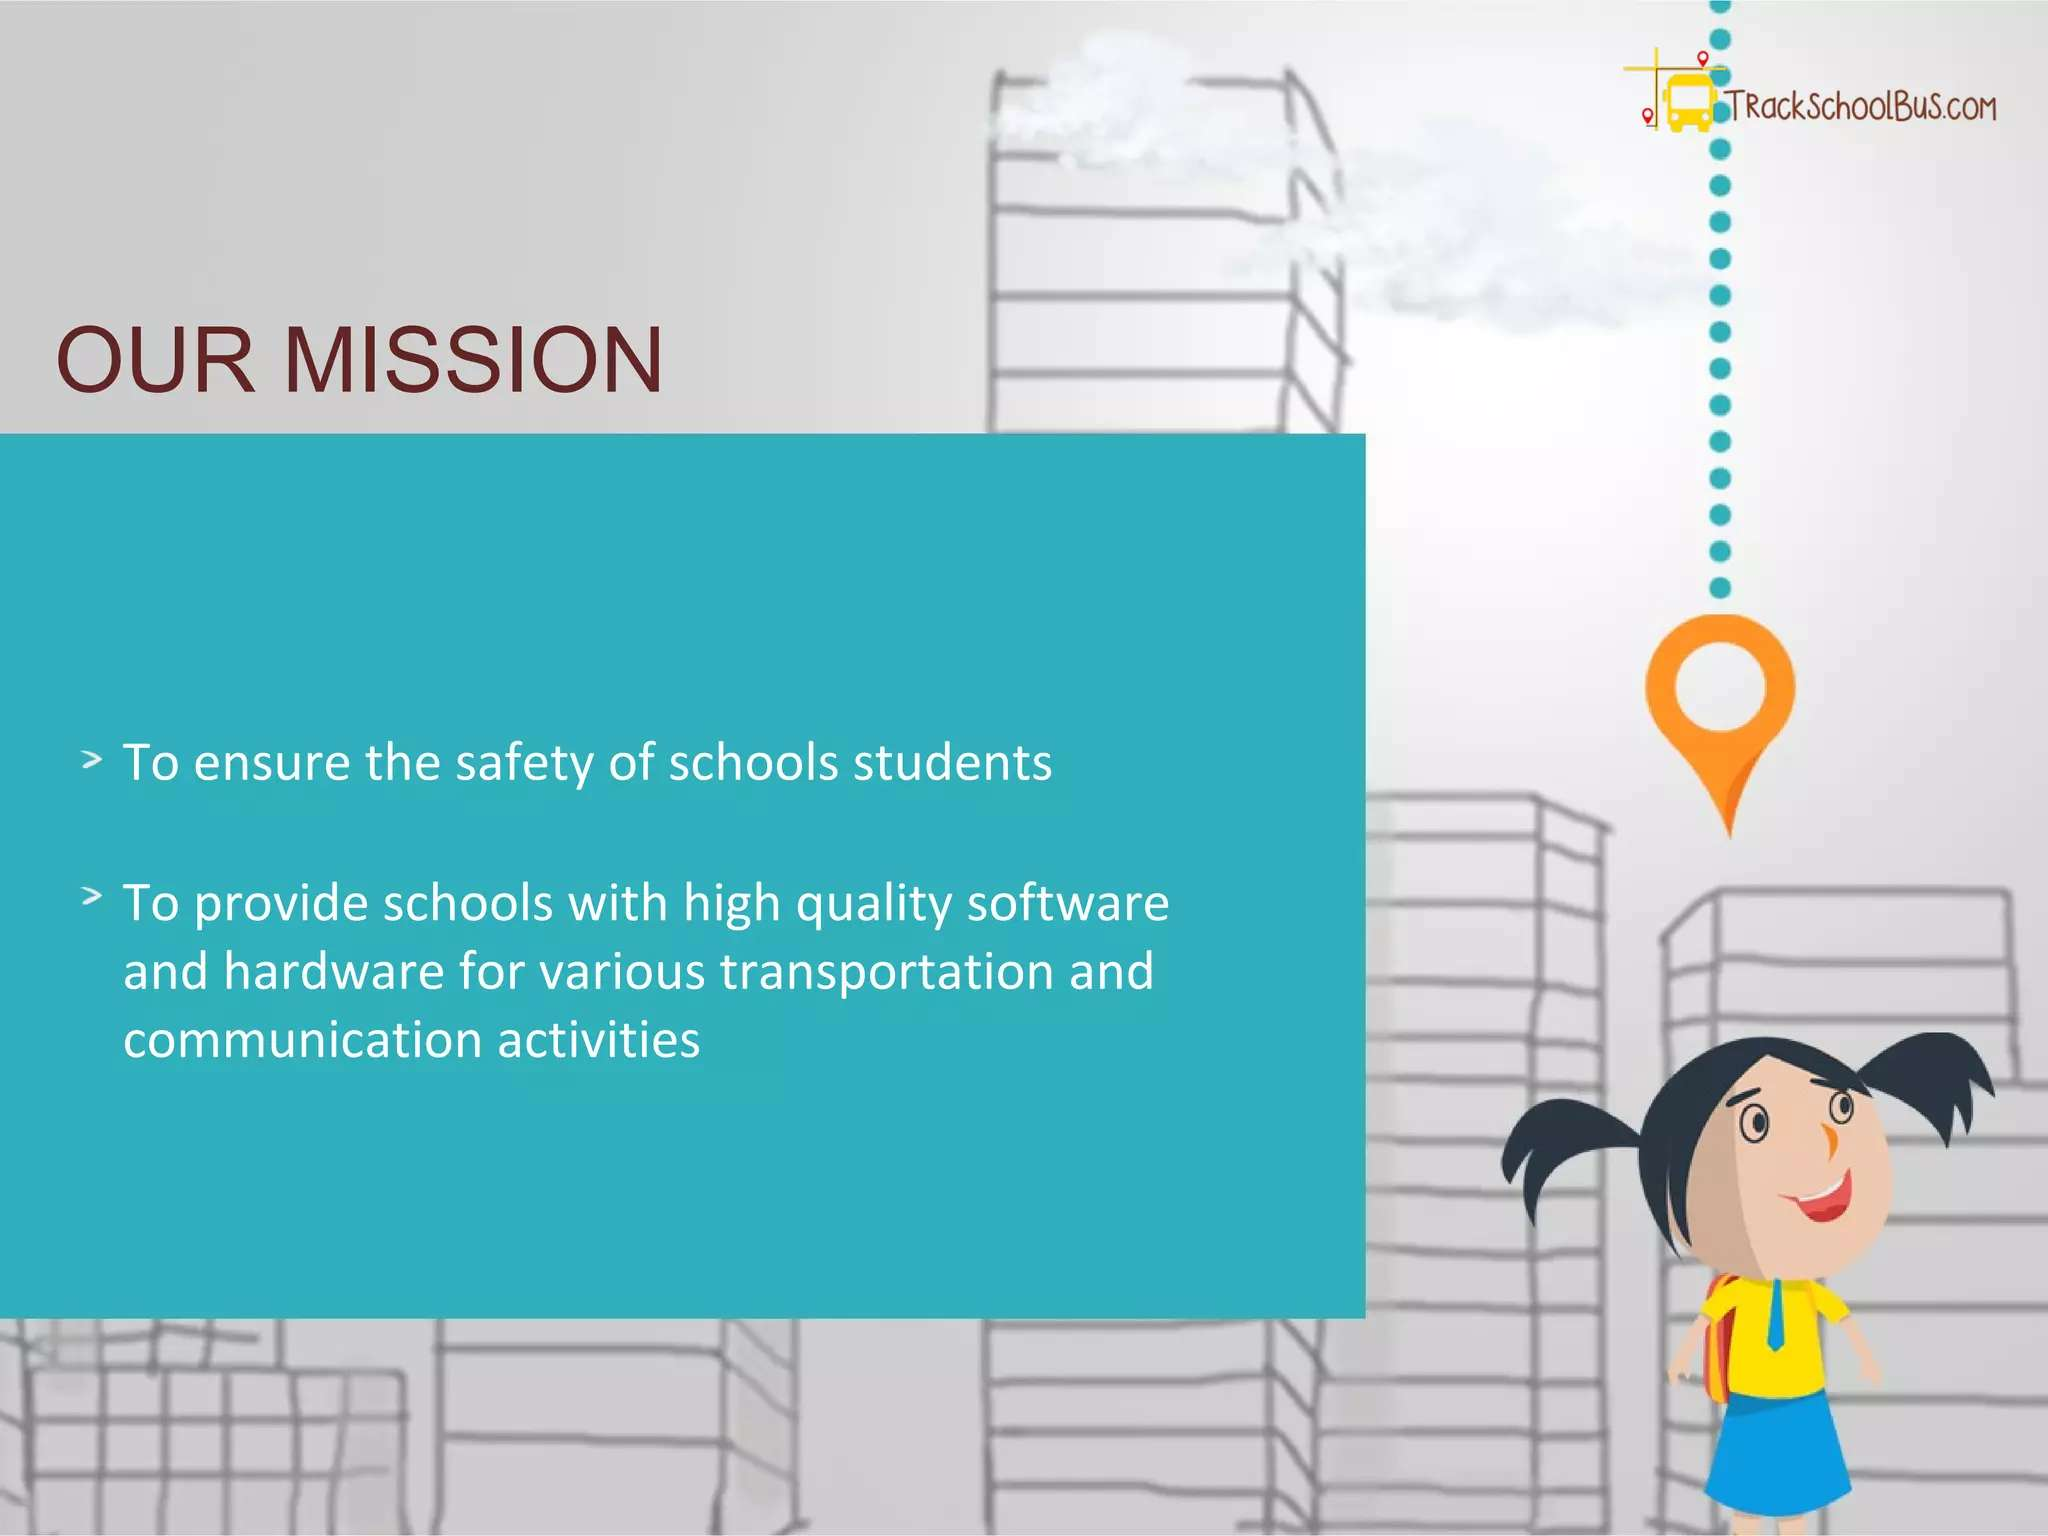 TrackSchoolBus.com
OUR MISSION
> To ensure the safety of schools students
> To provide schools with high quality software
and hardware for various transportation and
communication activities